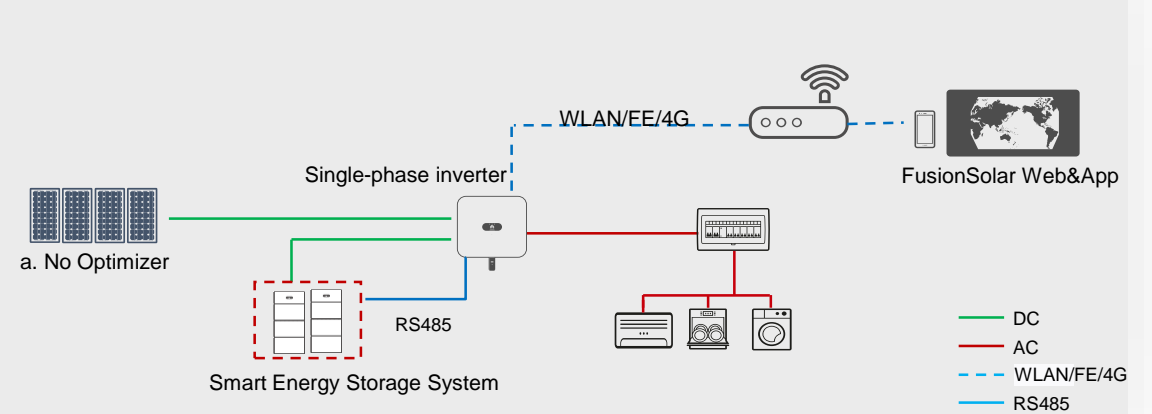 WLAN/FE/4G
Single-phase inverter
FusionSolar Web&App
a. No Optimizer
RS485
Smart Energy Storage System
DC
AC
WLAN/FE/4G
RS485